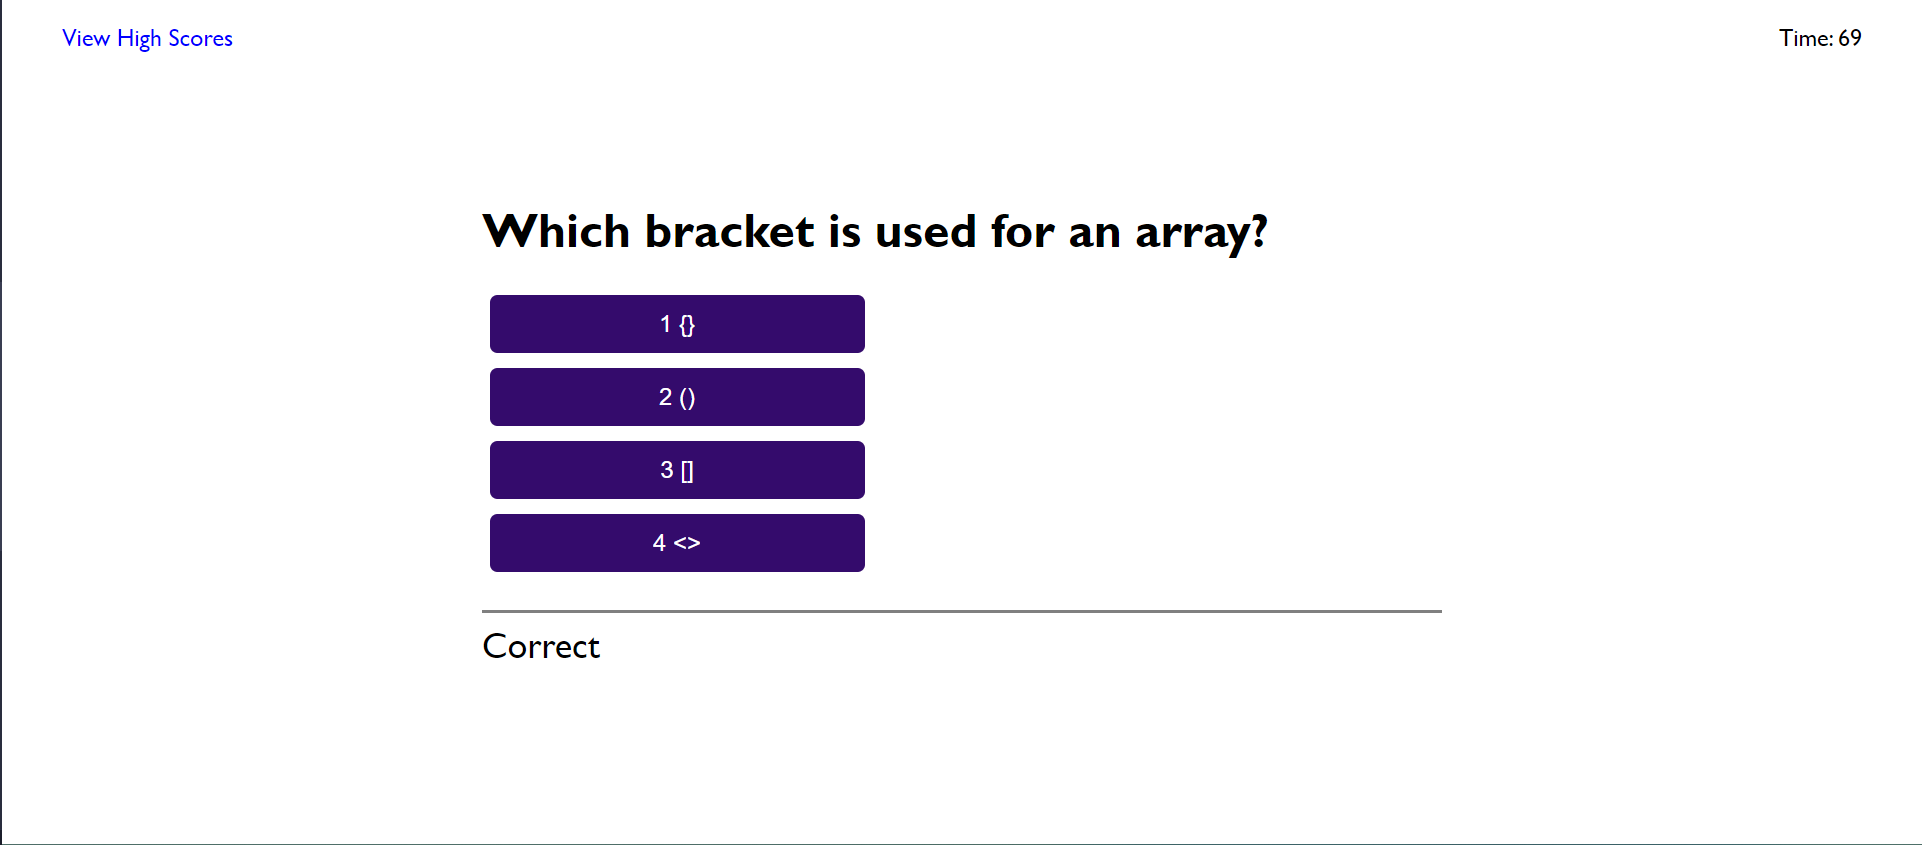 View High Scores
Time: 69
Which bracket is used for an array?
1 {}
2 ()
3 []
4 <>
Correct